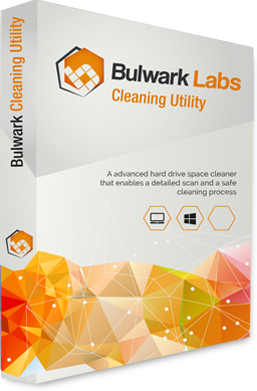 Bulwark Labs
Cleaning Utility
A advanced hard drive space cleaner
that enables a detailed scan and a safe
cleaning process
Bulwark Cleaning Utility